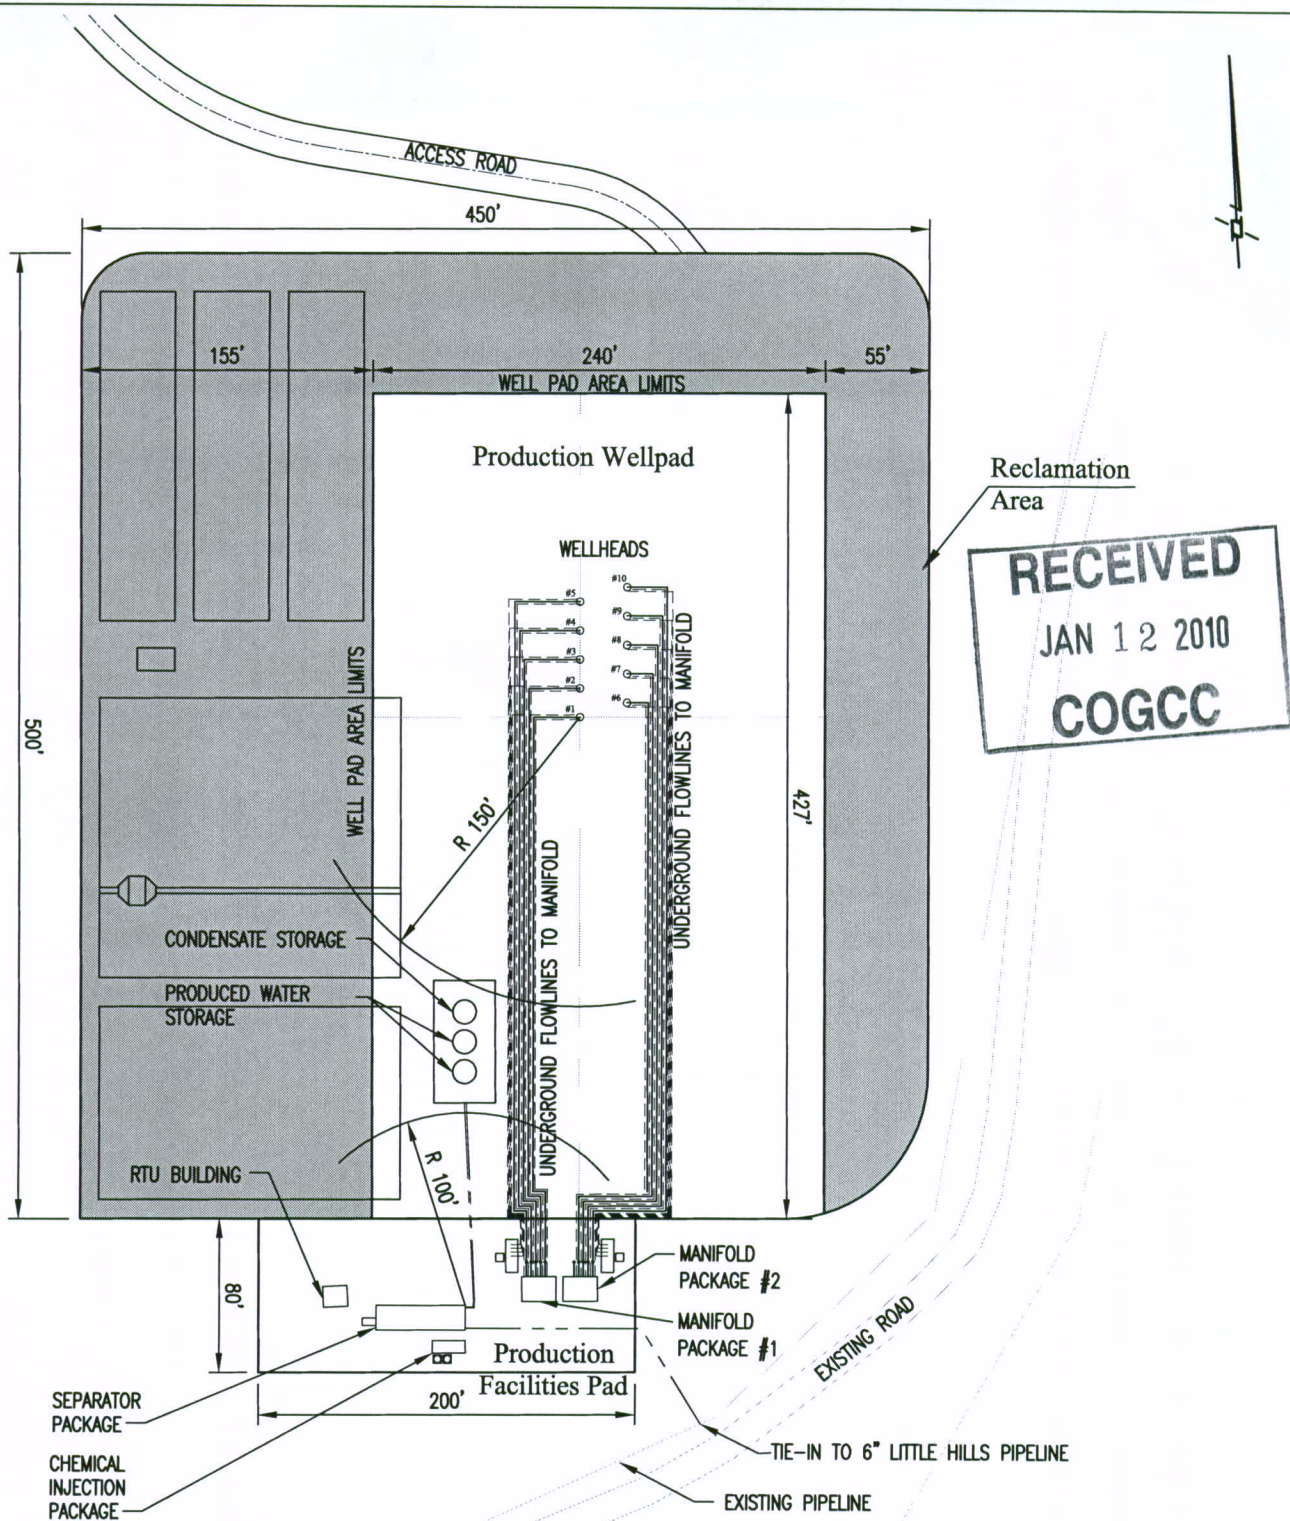 ACCESS ROAD
450'
155'
240'
55'
WELL PAD AREA LIMITS
Production Wellpad
Reclamation
Area
RECEIVED
JAN 12 2010
COGCC
WELLHEADS
#10
#5
#9
#4
#8
#3
#7
#2
#6
#1
WELL PAD AREA LIMITS
500'
427'
R 150'
UNDERGROUND FLOWLINES TO MANIFOLD
UNDERGROUND FLOWLINES TO MANIFOLD
CONDENSATE STORAGE
PRODUCED WATER
STORAGE
R 100'
RTU BUILDING
80'
MANIFOLD
PACKAGE #2
MANIFOLD
PACKAGE #1
Production
Facilities Pad
200'
EXISTING ROAD
SEPARATOR
PACKAGE
CHEMICAL
INJECTION
PACKAGE
TIE-IN TO 6" LITTLE HILLS PIPELINE
EXISTING PIPELINE